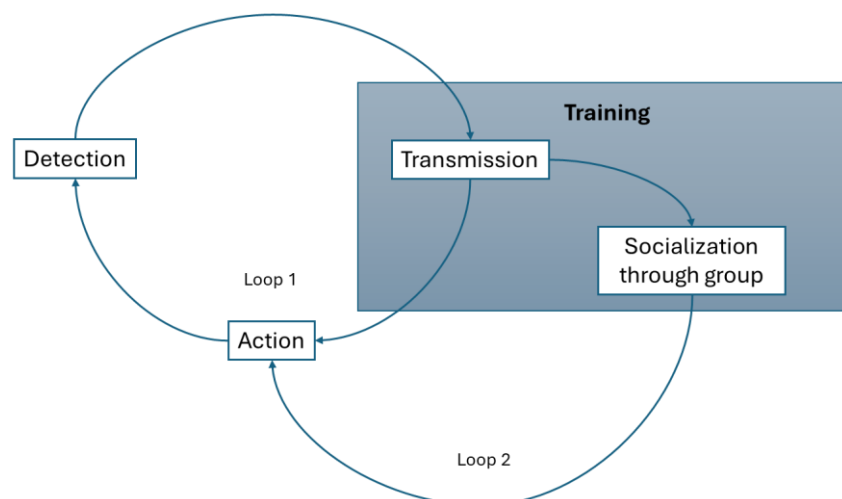 Training
Detection
Transmission
Socialization
through group
Loop 1
Action
Loop 2